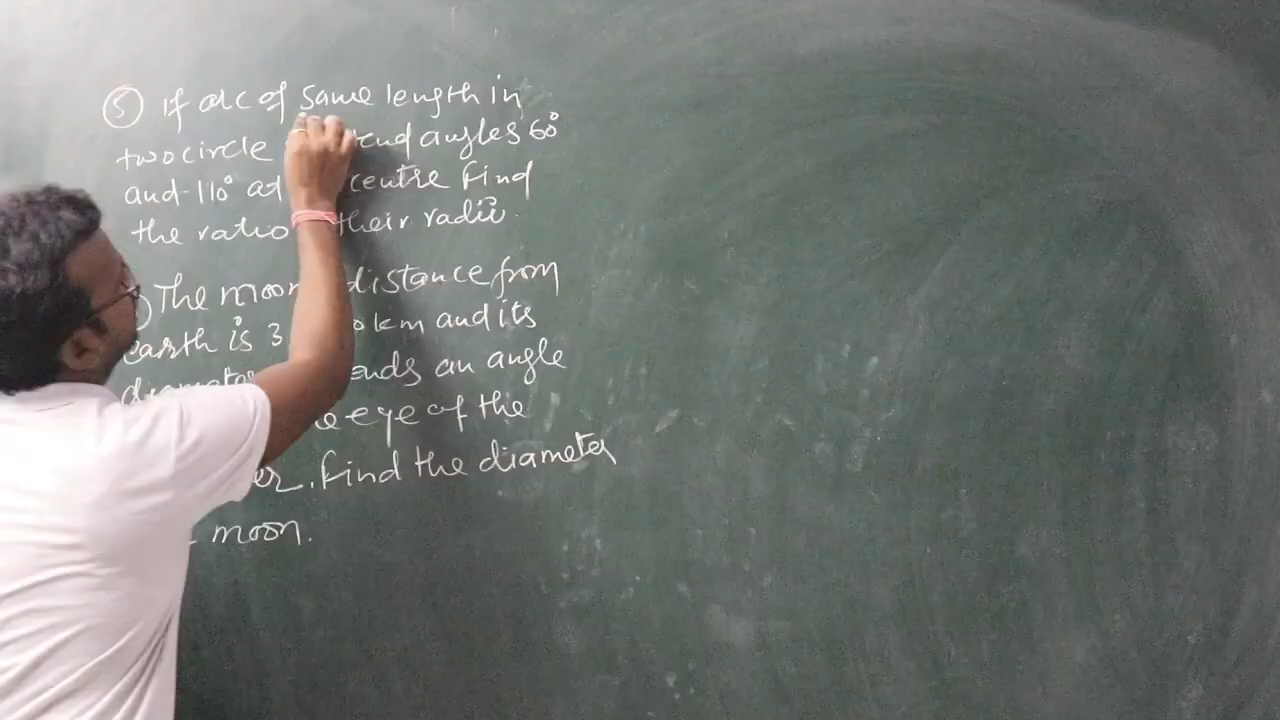 ⑤ If arc of Same length in
two circle angles 60°
and 110° at centre Find
the ratio their radii.
The moon distance from
earth is 3 km and its
diameter an angle
eye of the
. Find the diameter
moon.